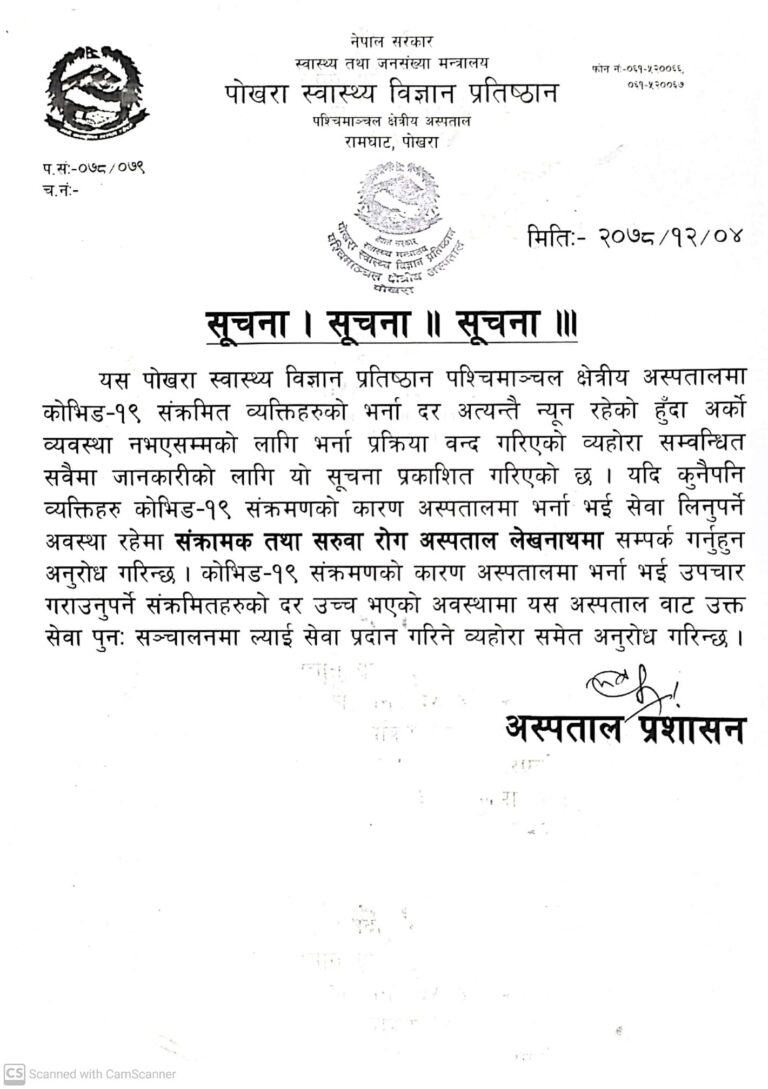 नेपाल सरकार
स्वास्थ्य तथा जनसंख्या मन्त्रालय
पोखरा स्वास्थ्य विज्ञान प्रतिष्ठान
पश्चिमाञ्चल क्षेत्रीय अस्पताल
रामघाट, पोखरा
फोन नं:-०६१-५२००६६,
०६१-५२००६७
प.सं:-०७८/०७९
च.नं:-
नेपाल सरकार
स्वास्थ्य मन्त्रालय
पोखरा स्वास्थ्य विज्ञान प्रतिष्ठान
पश्चिमाञ्चल क्षेत्रीय अस्पताल
पोखरा
मिति:- २०७८/१२/०४
सूचना । सूचना ॥ सूचना ॥।
यस पोखरा स्वास्थ्य विज्ञान प्रतिष्ठान पश्चिमाञ्चल क्षेत्रीय अस्पतालमा
कोभिड-१९ संक्रमित व्यक्तिहरुको भर्ना दर अत्यन्तै न्यून रहेको हुँदा अर्को
व्यवस्था नभएसम्मको लागि भर्ना प्रक्रिया वन्द गरिएको व्यहोरा सम्वन्धित
सवैमा जानकारीको लागि यो सूचना प्रकाशित गरिएको छ । यदि कुनैपनि
व्यक्तिहरु कोभिड-१९ संक्रमणको कारण अस्पतालमा भर्ना भई सेवा लिनुपर्ने
अवस्था रहेमा संक्रामक तथा सरुवा रोग अस्पताल लेखनाथमा सम्पर्क गर्नुहुन
अनुरोध गरिन्छ । कोभिड-१९ संक्रमणको कारण अस्पतालमा भर्ना भई उपचार
गराउनुपर्ने संक्रमितहरुको दर उच्च भएको अवस्थामा यस अस्पताल वाट उक्त
सेवा पुनः सञ्चालनमा ल्याई सेवा प्रदान गरिने व्यहोरा समेत अनुरोध गरिन्छ ।
अस्पताल प्रशासन
CS Scanned with CamScanner